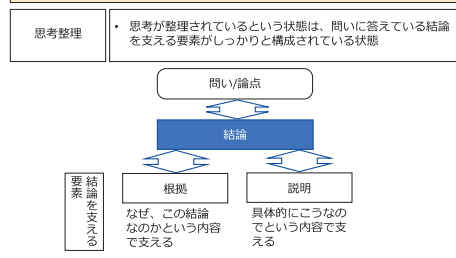 思考整理
• 思考が整理されているという状態は、問いに答えている結論
を支える要素がしっかりと構成されている状態
問い/論点
結論
結論を支える
要素
根拠
説明
なぜ、この結論
なのかという内容
で支える
具体的にこうなの
でという内容で支
える